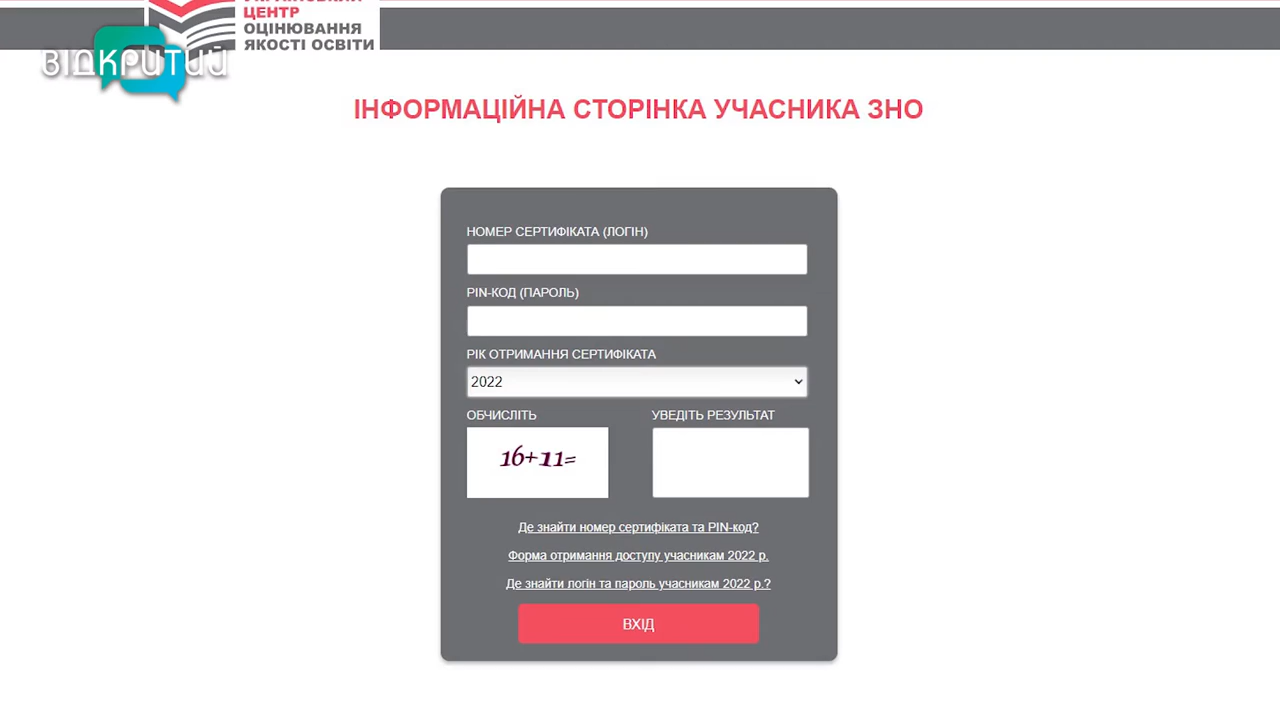 УКРАЇНСЬКИЙ
ЦЕНТР
ОЦІНЮВАННЯ
ЯКОСТІ ОСВІТИ
ВІДКРИТИЙ
ІНФОРМАЦІЙНА СТОРІНКА УЧАСНИКА ЗНО
НОМЕР СЕРТИФІКАТА (ЛОГІН)
PIN-КОД (ПАРОЛЬ)
РІК ОТРИМАННЯ СЕРТИФІКАТА
2022
ОБЧИСЛІТЬ УВЕДІТЬ РЕЗУЛЬТАТ
16+11=
Де знайти номер сертифіката та PIN-код?
Форма отримання доступу учасникам 2022 р.
Де знайти логін та пароль учасникам 2022 р.?
ВХІД